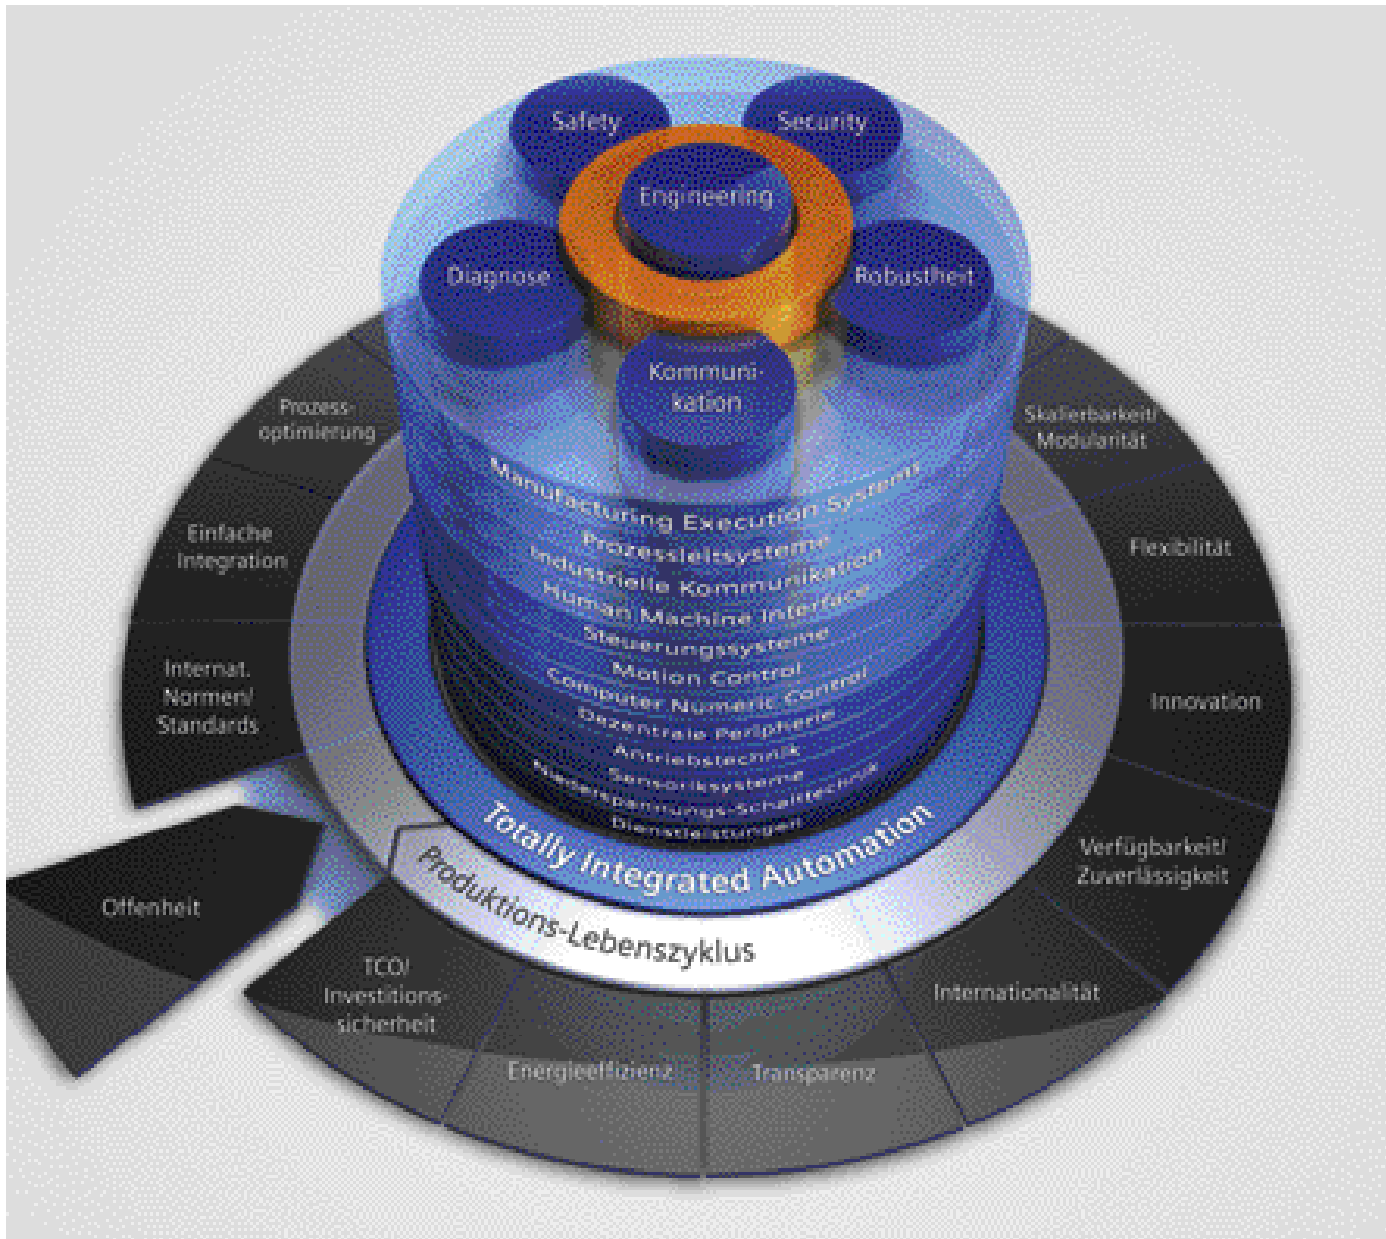 Safety
Security
Engineering
Diagnose
Robustheit
Kommuni-
kation
Prozess-
optimierung
Skalierbarkeit/
Modularität
Manufacturing Execution Systems
Prozessleitsysteme
Industrielle Kommunikation
Human Machine Interface
Steuerungssysteme
Motion Control
Computer Numeric Control
Dezentrale Peripherie
Antriebstechnik
Sensoriksysteme
Niederspannungs-Schalttechnik
Dienstleistungen
Einfache
Integration
Flexibilität
Internat.
Normen/
Standards
Innovation
Totally Integrated Automation
Produktions-Lebenszyklus
Verfügbarkeit/
Zuverlässigkeit
Offenheit
TCO/
Investitions-
sicherheit
Internationalität
Energieeffizienz
Transparenz